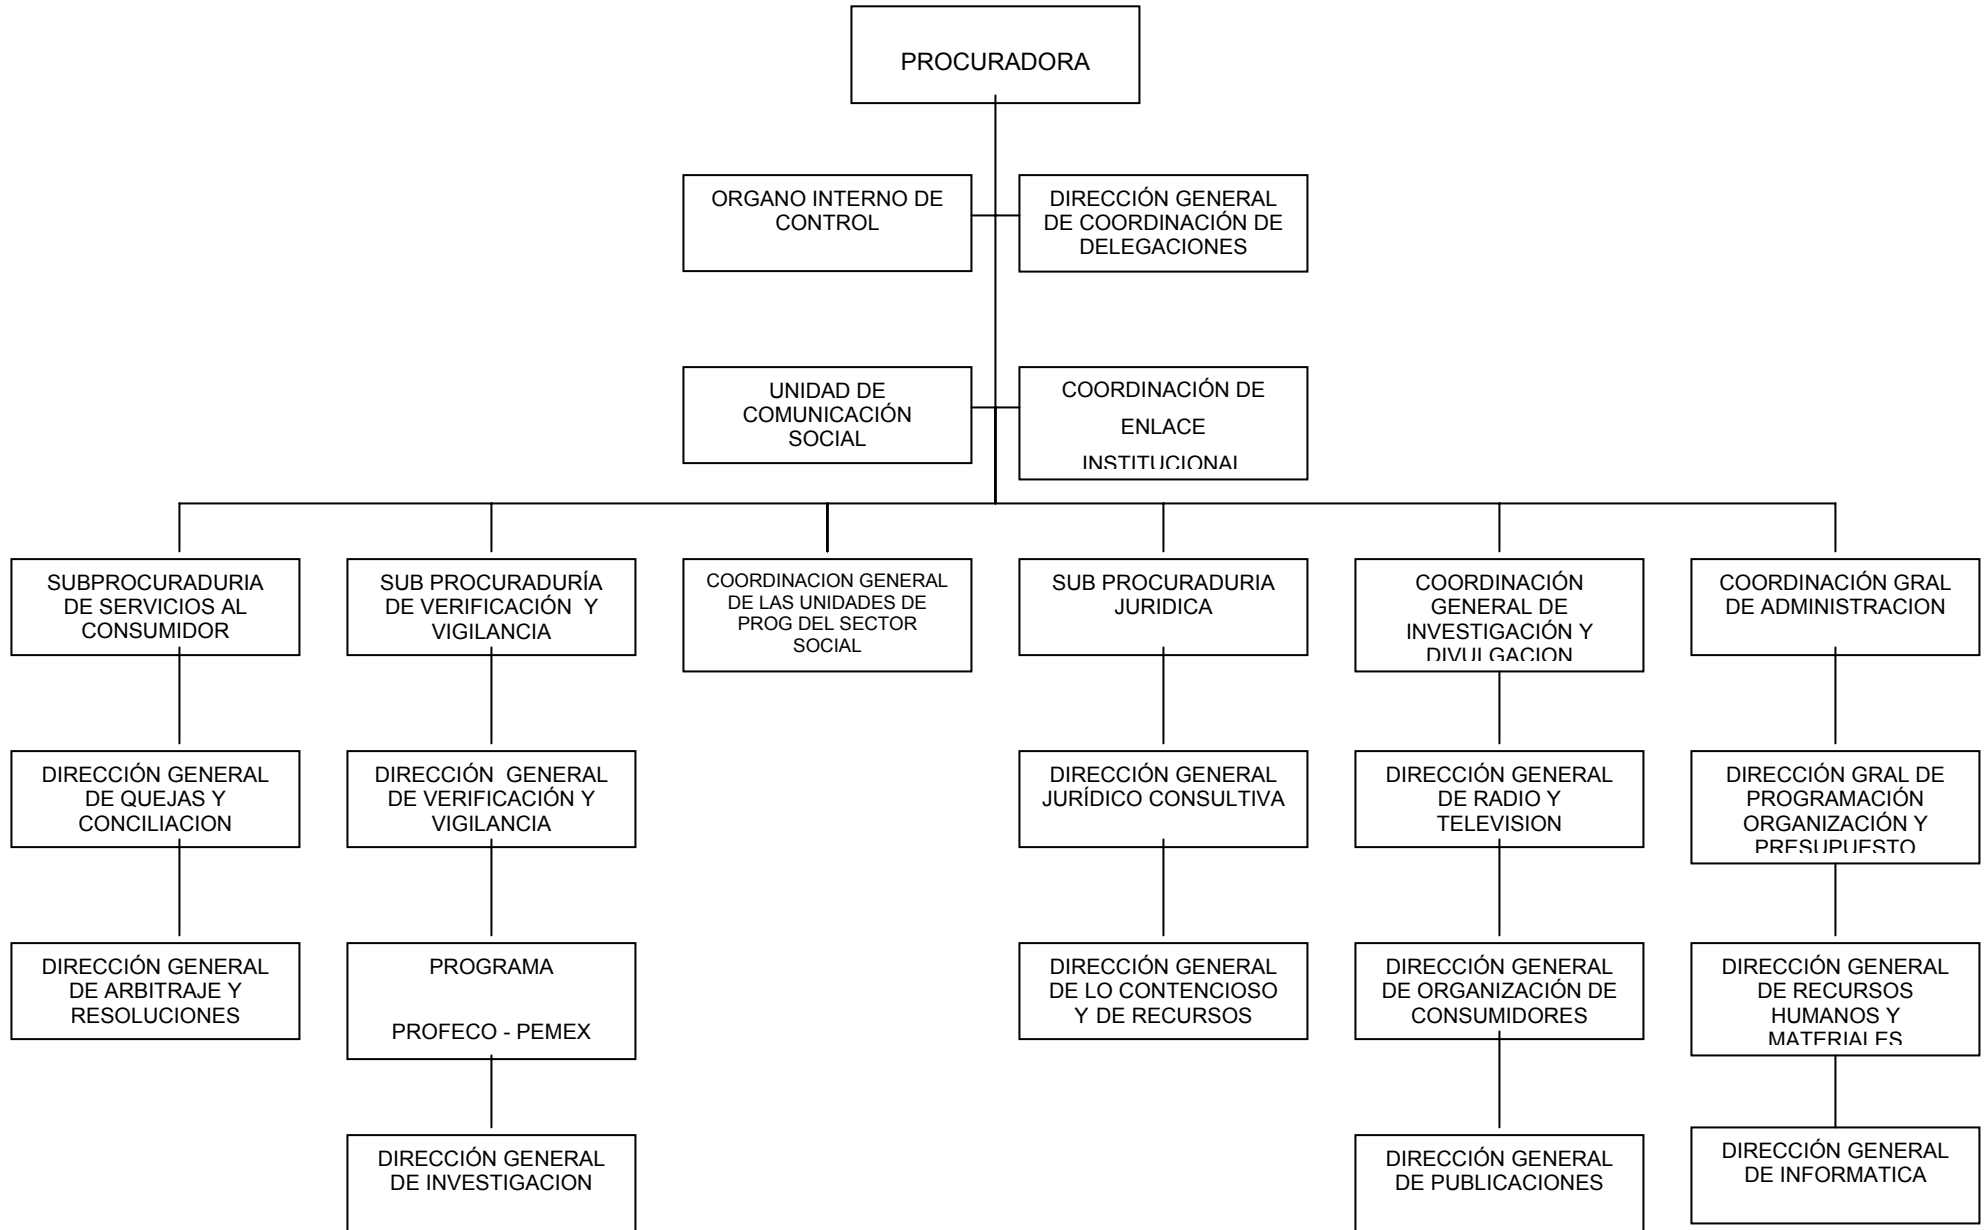 PROCURADORA
ORGANO INTERNO DE
CONTROL
DIRECCIÓN GENERAL
DE COORDINACIÓN DE
DELEGACIONES
UNIDAD DE
COMUNICACIÓN
SOCIAL
COORDINACIÓN DE
ENLACE
INSTITUCIONAL
SUBPROCURADURIA
DE SERVICIOS AL
CONSUMIDOR
SUB PROCURADURÍA
DE VERIFICACIÓN  Y
VIGILANCIA
COORDINACION GENERAL
DE LAS UNIDADES DE
PROG DEL SECTOR
SOCIAL
SUB PROCURADURIA
JURIDICA
COORDINACIÓN
GENERAL DE
INVESTIGACIÓN Y
DIVULGACION
COORDINACIÓN GRAL
DE ADMINISTRACION
DIRECCIÓN GENERAL
DE QUEJAS Y
CONCILIACION
DIRECCIÓN  GENERAL
DE VERIFICACIÓN Y
VIGILANCIA
DIRECCIÓN GENERAL
JURÍDICO CONSULTIVA
DIRECCIÓN GENERAL
DE RADIO Y
TELEVISION
DIRECCIÓN GRAL DE
PROGRAMACIÓN
ORGANIZACIÓN Y
PRESUPUESTO
DIRECCIÓN GENERAL
DE ARBITRAJE Y
RESOLUCIONES
PROGRAMA
PROFECO - PEMEX
DIRECCIÓN GENERAL
DE LO CONTENCIOSO
Y DE RECURSOS
DIRECCIÓN GENERAL
DE ORGANIZACIÓN DE
CONSUMIDORES
DIRECCIÓN GENERAL
DE RECURSOS
HUMANOS Y
MATERIALES
DIRECCIÓN GENERAL
DE INVESTIGACION
DIRECCIÓN GENERAL
DE PUBLICACIONES
DIRECCIÓN GENERAL
DE INFORMATICA